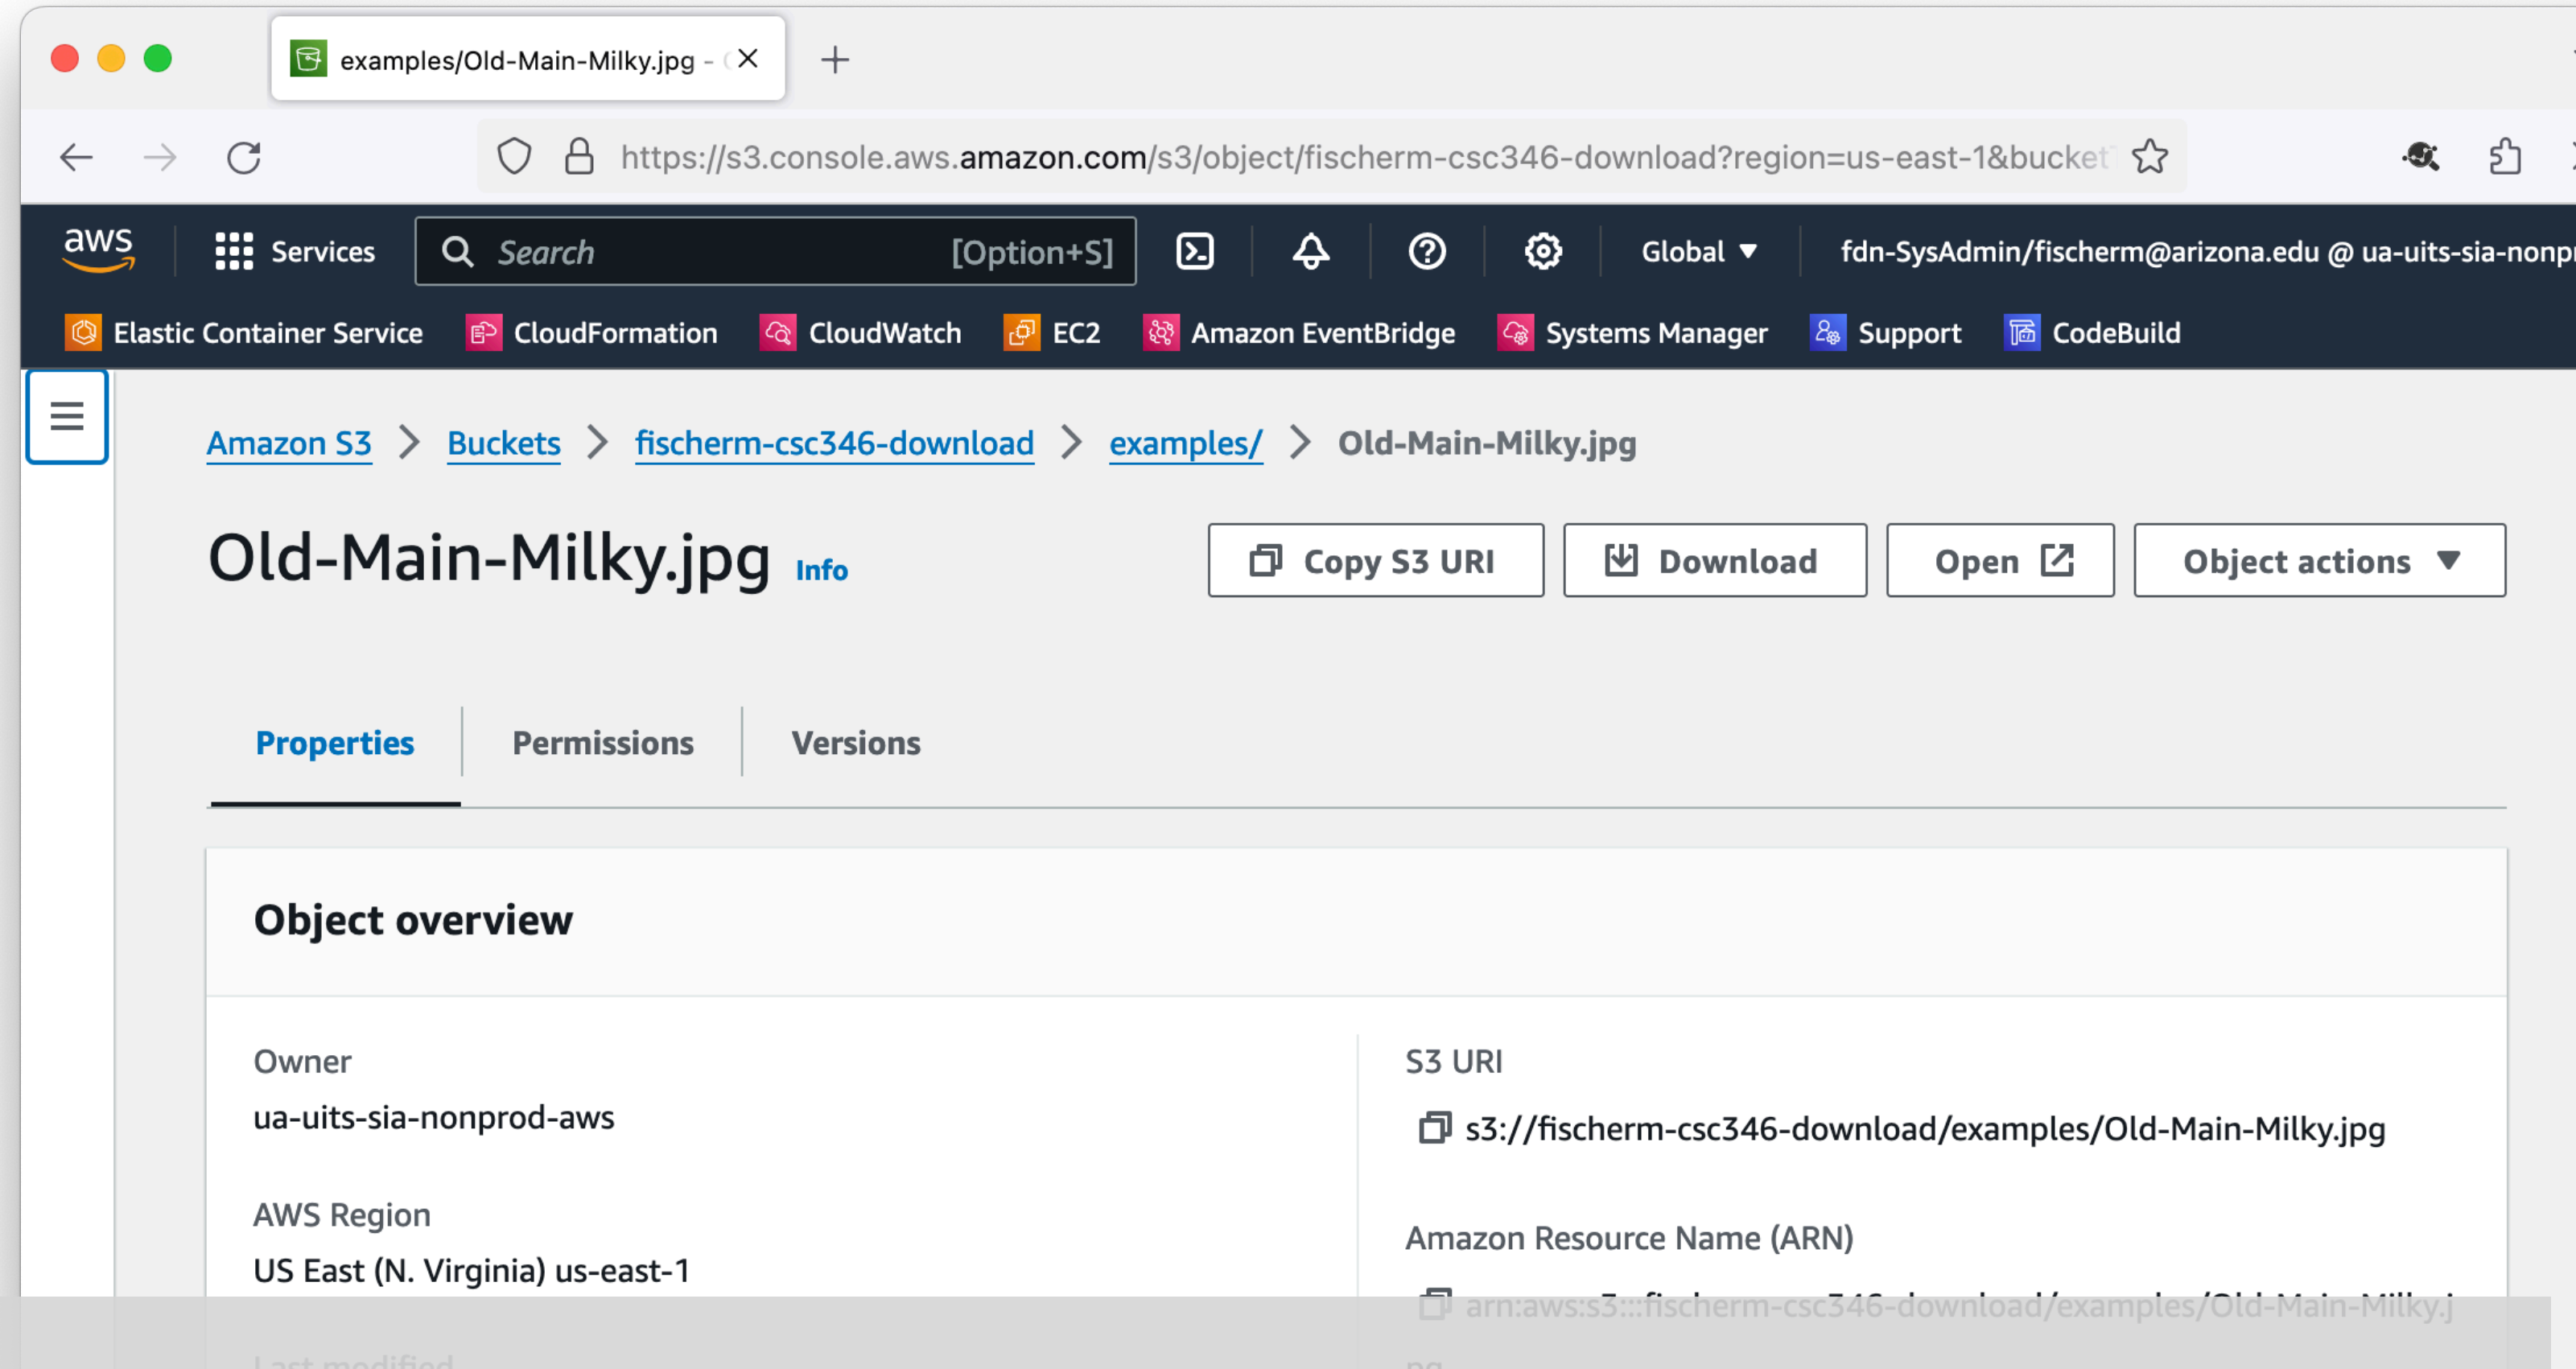 examples/Old-Main-Milky.jpg -
https://s3.console.aws.amazon.com/s3/object/fischerm-csc346-download?region=us-east-1&bucket
aws Services Search [Option+S] Global fdn-SysAdmin/fischerm@arizona.edu @ ua-uits-sia-nonp
Elastic Container Service CloudFormation CloudWatch EC2 Amazon EventBridge Systems Manager Support CodeBuild
Amazon S3 > Buckets > fischerm-csc346-download > examples/ > Old-Main-Milky.jpg
Old-Main-Milky.jpg Info Copy S3 URI Download Open Object actions
Properties Permissions Versions
Object overview
Owner
ua-uits-sia-nonprod-aws
AWS Region
US East (N. Virginia) us-east-1
Last modified
S3 URI
s3://fischerm-csc346-download/examples/Old-Main-Milky.jpg
Amazon Resource Name (ARN)
arn:aws:s3:::fischerm-csc346-download/examples/Old-Main-Milky.j
pg